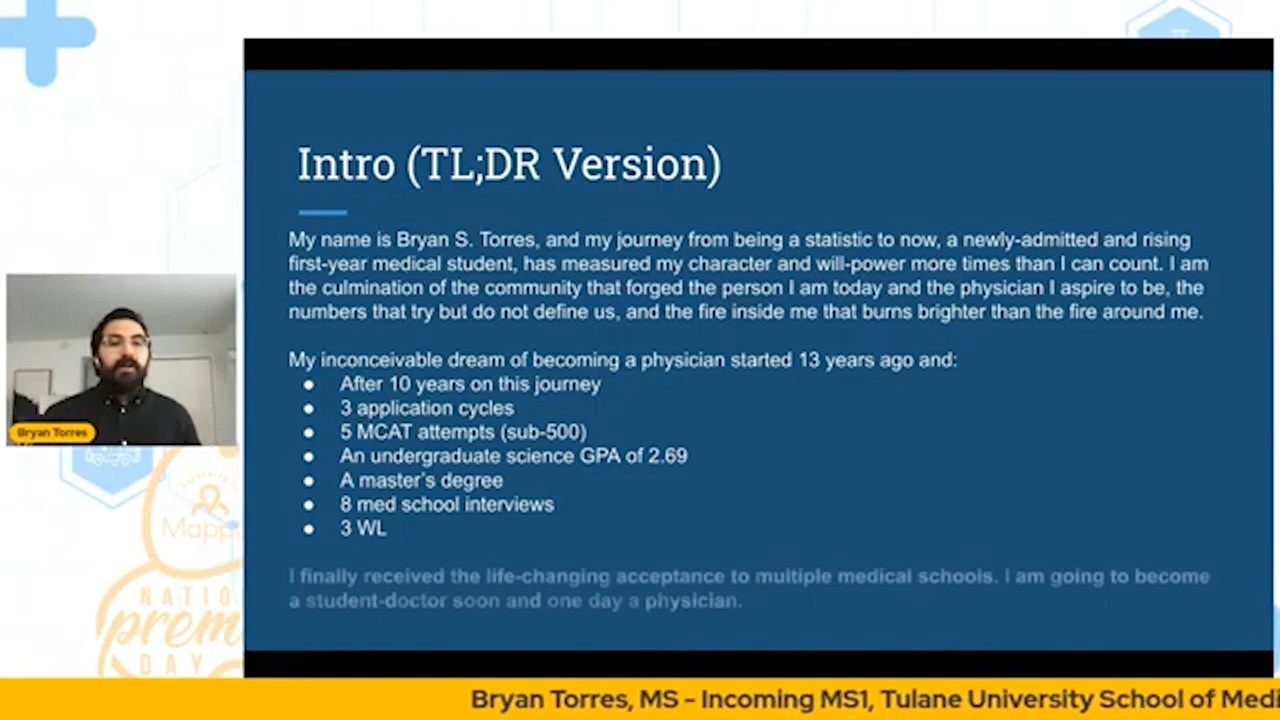 Intro (TL;DR Version)
My name is Bryan S. Torres, and my journey from being a statistic to now, a newly-admitted and rising
first-year medical student, has measured my character and will-power more times than I can count. I am
the culmination of the community that forged the person I am today and the physician I aspire to be, the
numbers that try but do not define us, and the fire inside me that burns brighter than the fire around me.
My inconceivable dream of becoming a physician started 13 years ago and:
● After 10 years on this journey
● 3 application cycles
● 5 MCAT attempts (sub-500)
● An undergraduate science GPA of 2.69
● A master's degree
● 8 med school interviews
● 3 WL
I finally received the life-changing acceptance to multiple medical schools. I am going to become
a student-doctor soon and one day a physician.
Bryan Torres
Mapp
NATIO
prem
DAY
Bryan Torres, MS - Incoming MS1, Tulane University School of Medi